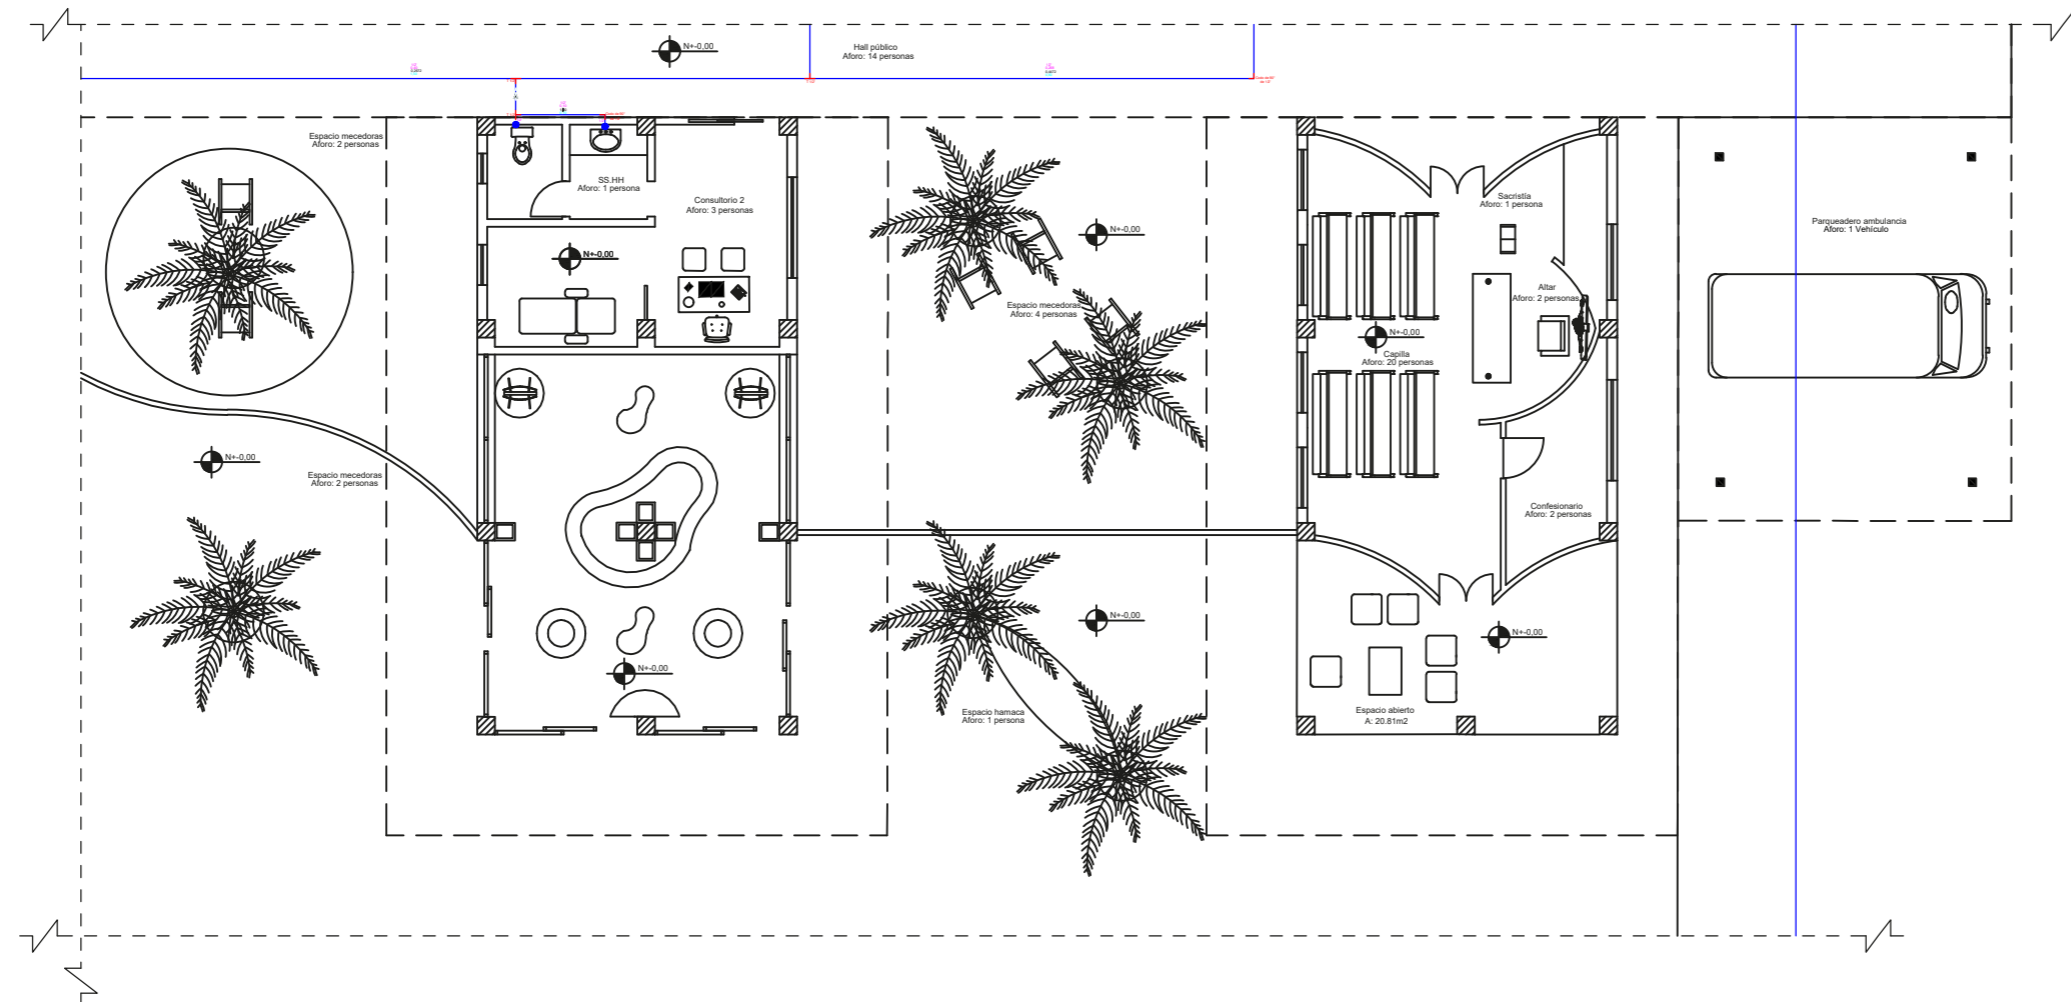 N+-0,00
Hall público
Aforo: 14 personas
Espacio mecedoras
Aforo: 2 personas
SS.HH
Aforo: 1 persona
Consultorio 2
Aforo: 3 personas
N+-0,00
N+-0,00
Espacio mecedoras
Aforo: 4 personas
Sacristía
Aforo: 1 persona
Altar
Aforo: 2 personas
N+-0,00
Capilla
Aforo: 20 personas
Parqueadero ambulancia
Aforo: 1 Vehículo
N+-0,00
Espacio mecedoras
Aforo: 2 personas
Confesionario
Aforo: 2 personas
N+-0,00
N+-0,00
N+-0,00
Espacio hamaca
Aforo: 1 persona
Espacio abierto
A: 20.81m2